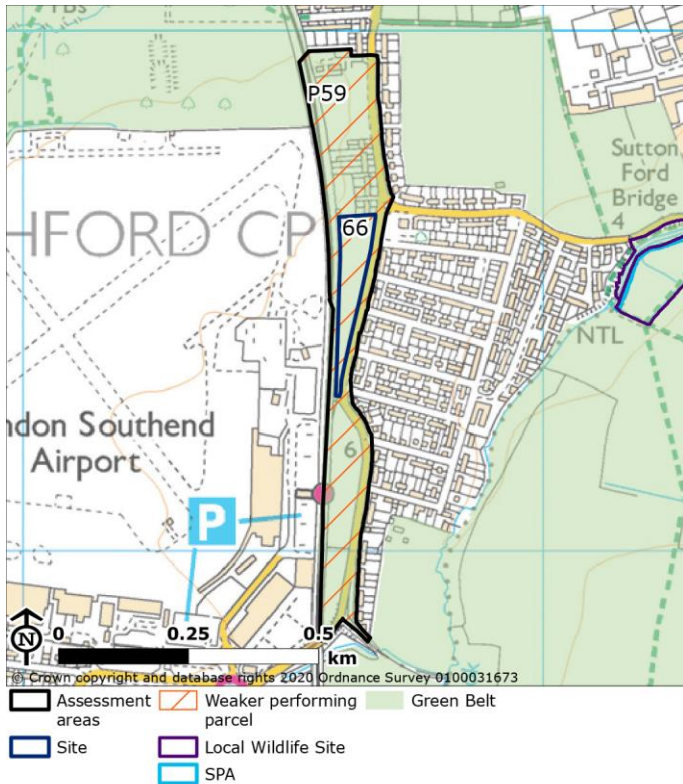 TBs
P59
HFORD CP
66
Sutton
Ford
Bridge
4
NTL
ndon Southend
Airport
6
P
N
0 0.25 0.5
km
© Crown copyright and database rights 2020 Ordnance Survey 0100031673
Assessment areas
Weaker performing parcel
Green Belt
Site
Local Wildlife Site
SPA